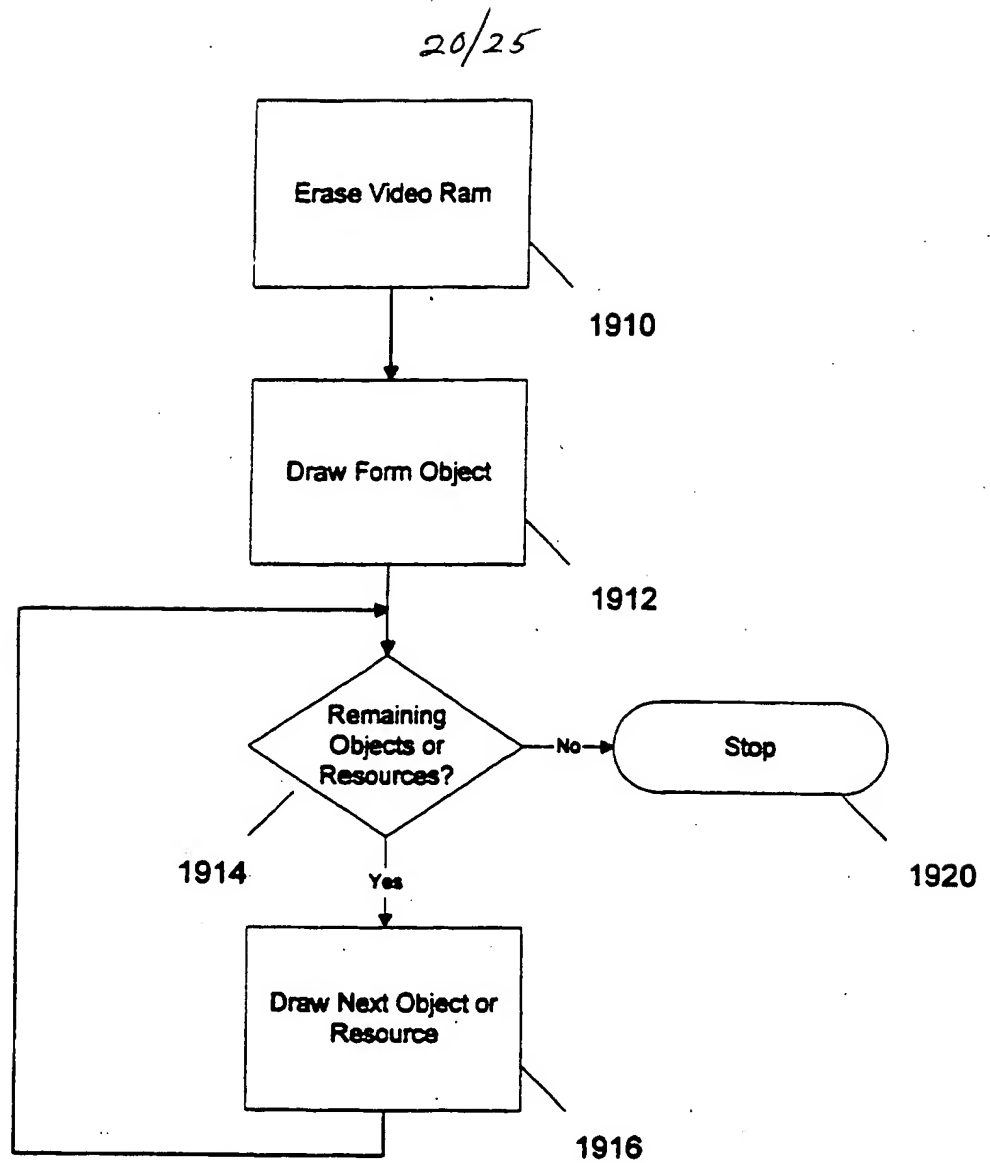 20/25
Erase Video Ram
1910
Draw Form Object
1912
Remaining
Objects or
Resources?
No
Stop
1914
1920
Yes
Draw Next Object or
Resource
1916